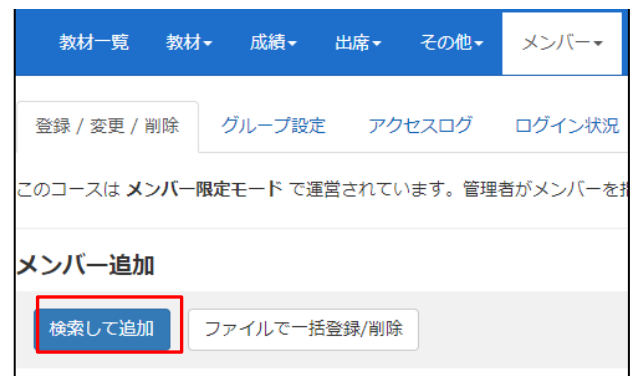 教材一覧 教材▾ 成績▾ 出席▾ その他▾ メンバー▾
登録 / 変更 / 削除 グループ設定 アクセスログ ログイン状況
このコースは メンバー限定モード で運営されています。管理者がメンバーを
メンバー追加
検索して追加 ファイルで一括登録/削除